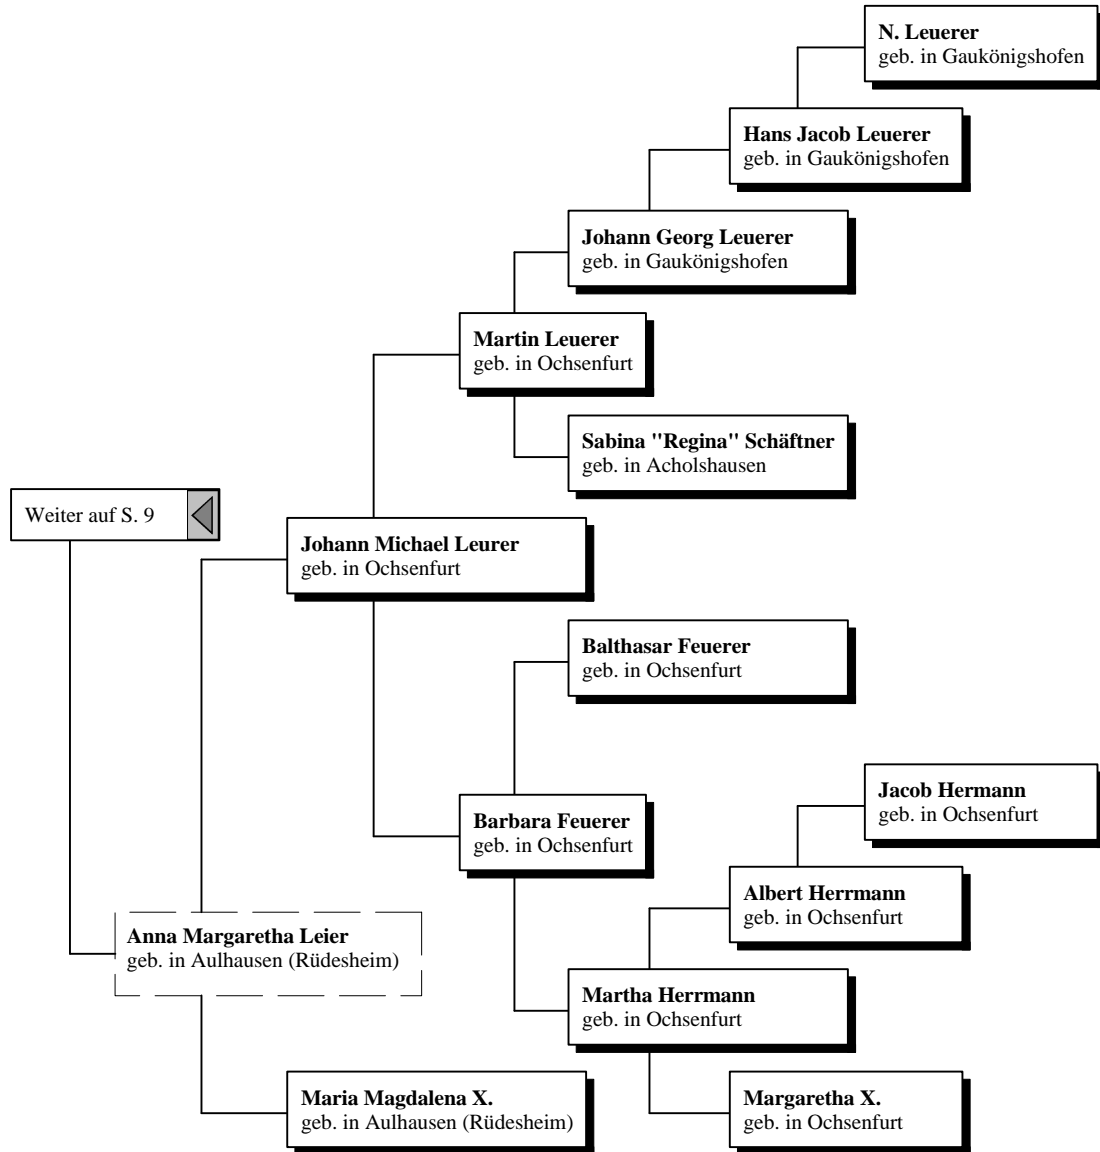 N. Leuerer
geb. in Gaukönigshofen
Hans Jacob Leuerer
geb. in Gaukönigshofen
Johann Georg Leuerer
geb. in Gaukönigshofen
Martin Leuerer
geb. in Ochsenfurt
Sabina "Regina" Schäftner
geb. in Acholshausen
Weiter auf S. 9
Johann Michael Leurer
geb. in Ochsenfurt
Balthasar Feuerer
geb. in Ochsenfurt
Jacob Hermann
geb. in Ochsenfurt
Barbara Feuerer
geb. in Ochsenfurt
Albert Herrmann
geb. in Ochsenfurt
Anna Margaretha Leier
geb. in Aulhausen (Rüdesheim)
Martha Herrmann
geb. in Ochsenfurt
Maria Magdalena X.
geb. in Aulhausen (Rüdesheim)
Margaretha X.
geb. in Ochsenfurt